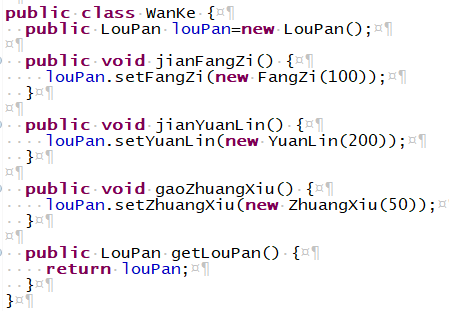 public class WanKe {
  public LouPan louPan=new LouPan();

  public void jianFangZi() {
    louPan.setFangZi(new FangZi(100));
  }

  public void jianYuanLin() {
    louPan.setYuanLin(new YuanLin(200));
  }

  public void gaoZhuangXiu() {
    louPan.setZhuangXiu(new ZhuangXiu(50));
  }

  public LouPan getLouPan() {
    return louPan;
  }
}